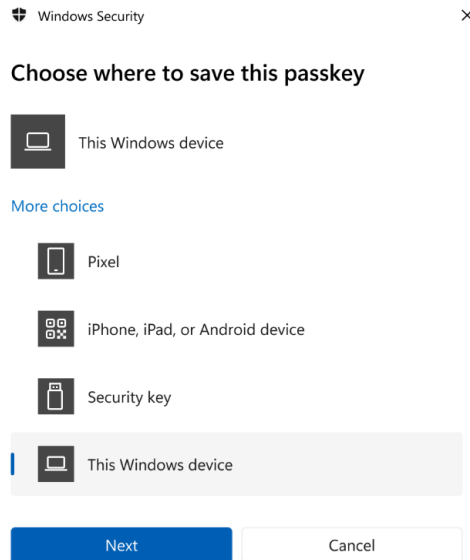 Windows Security
Choose where to save this passkey
This Windows device
More choices
Pixel
iPhone, iPad, or Android device
Security key
This Windows device
Next
Cancel